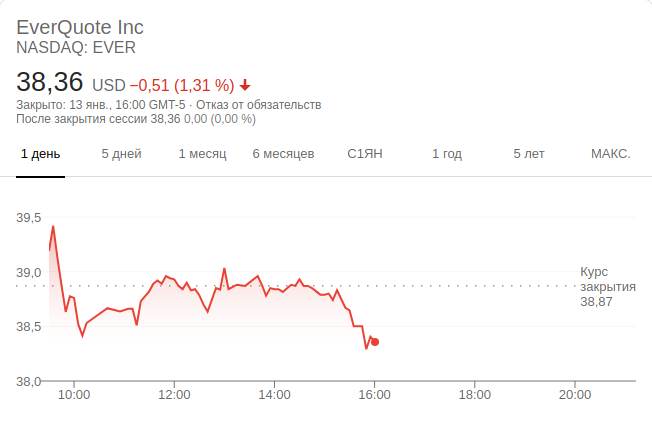 EverQuote Inc
NASDAQ: EVER
38,36 USD −0,51 (1,31 %)
Закрыто: 13 янв., 16:00 GMT-5 · Отказ от обязательств
После закрытия сессии 38,36 0,00 (0,00 %)
1 день 5 дней 1 месяц 6 месяцев С1ЯН 1 год 5 лет МАКС.
39,5
39,0
38,5
38,0
Курс
закрытия
38,87
10:00 12:00 14:00 16:00 18:00 20:00